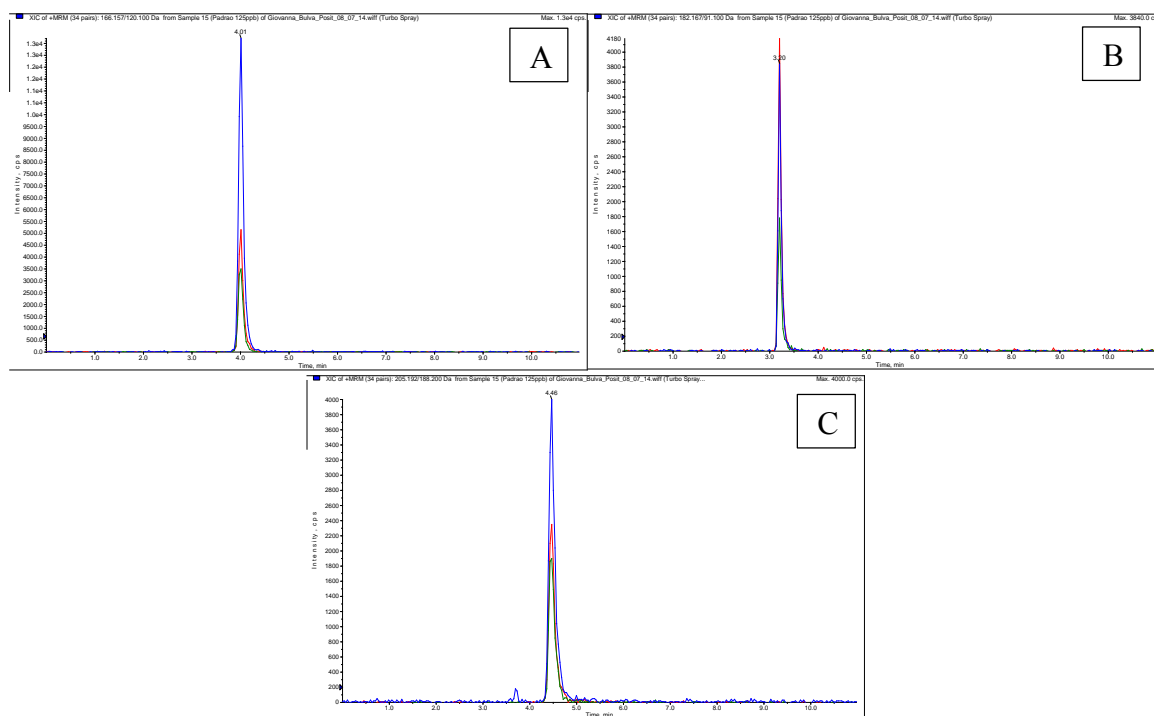 XIC of +MRM (34 pairs): 166.157/120.100 Da from Sample 15 (Padrao 125ppb) of Giovanna_Bulva_Posit_08_07_14.wiff (Turbo Spray)
Max. 1.3e4 cps.
4.01
A
1.3e4
1.3e4
1.2e4
1.2e4
1.1e4
1.1e4
1.0e4
9500.0
9000.0
8500.0
8000.0
7500.0
7000.0
6500.0
6000.0
5500.0
5000.0
4500.0
4000.0
3500.0
3000.0
2500.0
2000.0
1500.0
1000.0
500.0
0.0
Intensity, cps
1.0 2.0 3.0 4.0 5.0 6.0 7.0 8.0 9.0 10.0
Time, min
XIC of +MRM (34 pairs): 182.167/91.100 Da from Sample 15 (Padrao 125ppb) of Giovanna_Bulva_Posit_08_07_14.wiff (Turbo Spray)
Max. 3840.0 c
3.20
B
4180
4000
3800
3600
3400
3200
3000
2800
2600
2400
2200
2000
1800
1600
1400
1200
1000
800
600
400
200
0
Intensity, cps
1.0 2.0 3.0 4.0 5.0 6.0 7.0 8.0 9.0 10.0
Time, min
XIC of +MRM (34 pairs): 205.192/188.200 Da from Sample 15 (Padrao 125ppb) of Giovanna_Bulva_Posit_08_07_14.wiff (Turbo Spray...
Max. 4000.0 cps.
4.46
C
4000
3800
3600
3400
3200
3000
2800
2600
2400
2200
2000
1800
1600
1400
1200
1000
800
600
400
200
0
Intensity, cps
1.0 2.0 3.0 4.0 5.0 6.0 7.0 8.0 9.0 10.0
Time, min